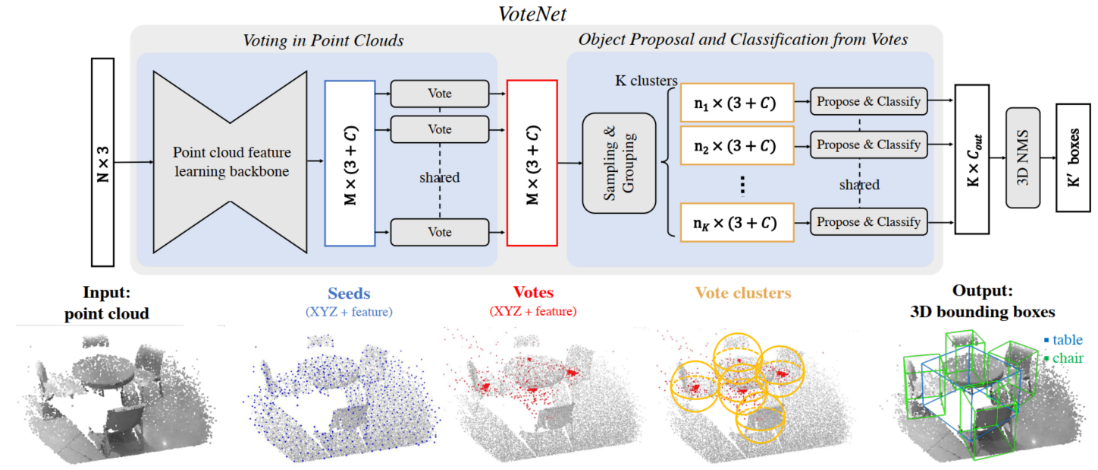 VoteNet
Voting in Point Clouds
Object Proposal and Classification from Votes
N × 3
Point cloud feature
learning backbone
M × (3 + C)
Vote
Vote
shared
Vote
M × (3 + C)
Sampling &
Grouping
K clusters
n₁ × (3 + C)
n₂ × (3 + C)
⋮
n_K × (3 + C)
Propose & Classify
Propose & Classify
shared
Propose & Classify
K × C_out
3D NMS
K′ boxes
Input:
point cloud
Seeds
(XYZ + feature)
Votes
(XYZ + feature)
Vote clusters
Output:
3D bounding boxes
table
chair